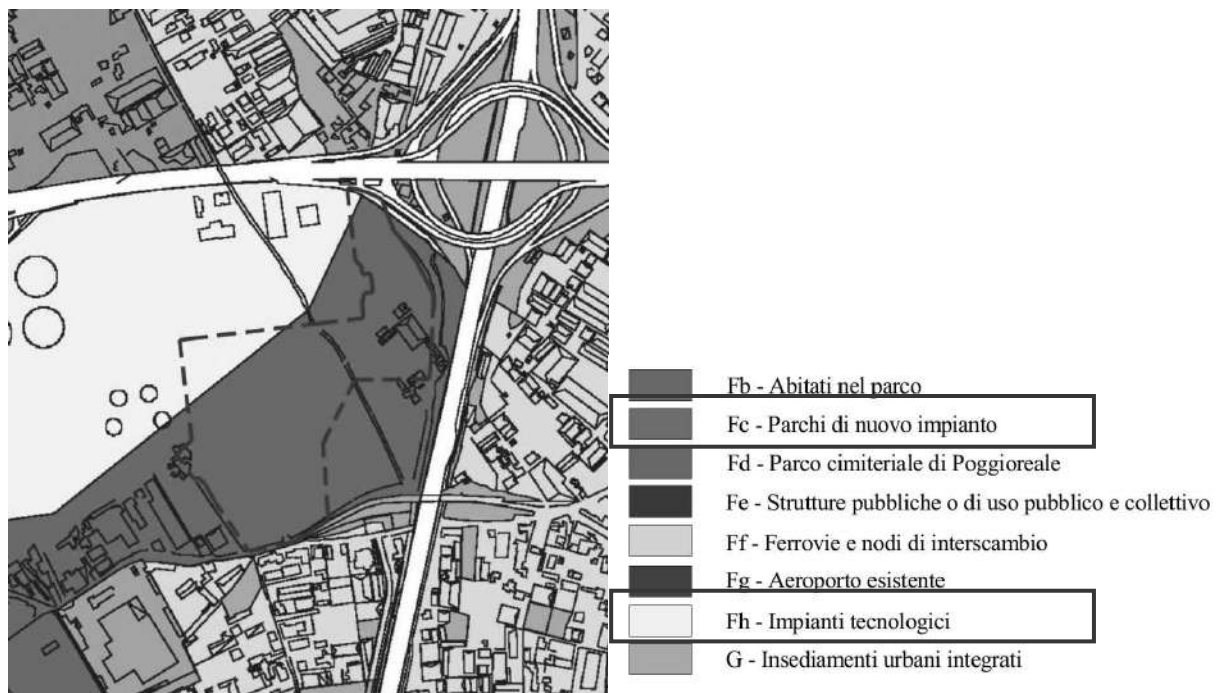 Fb - Abitati nel parco
Fc - Parchi di nuovo impianto
Fd - Parco cimiteriale di Poggioreale
Fe - Strutture pubbliche o di uso pubblico e collettivo
Ff - Ferrovie e nodi di interscambio
Fg - Aeroporto esistente
Fh - Impianti tecnologici
G - Insediamenti urbani integrati